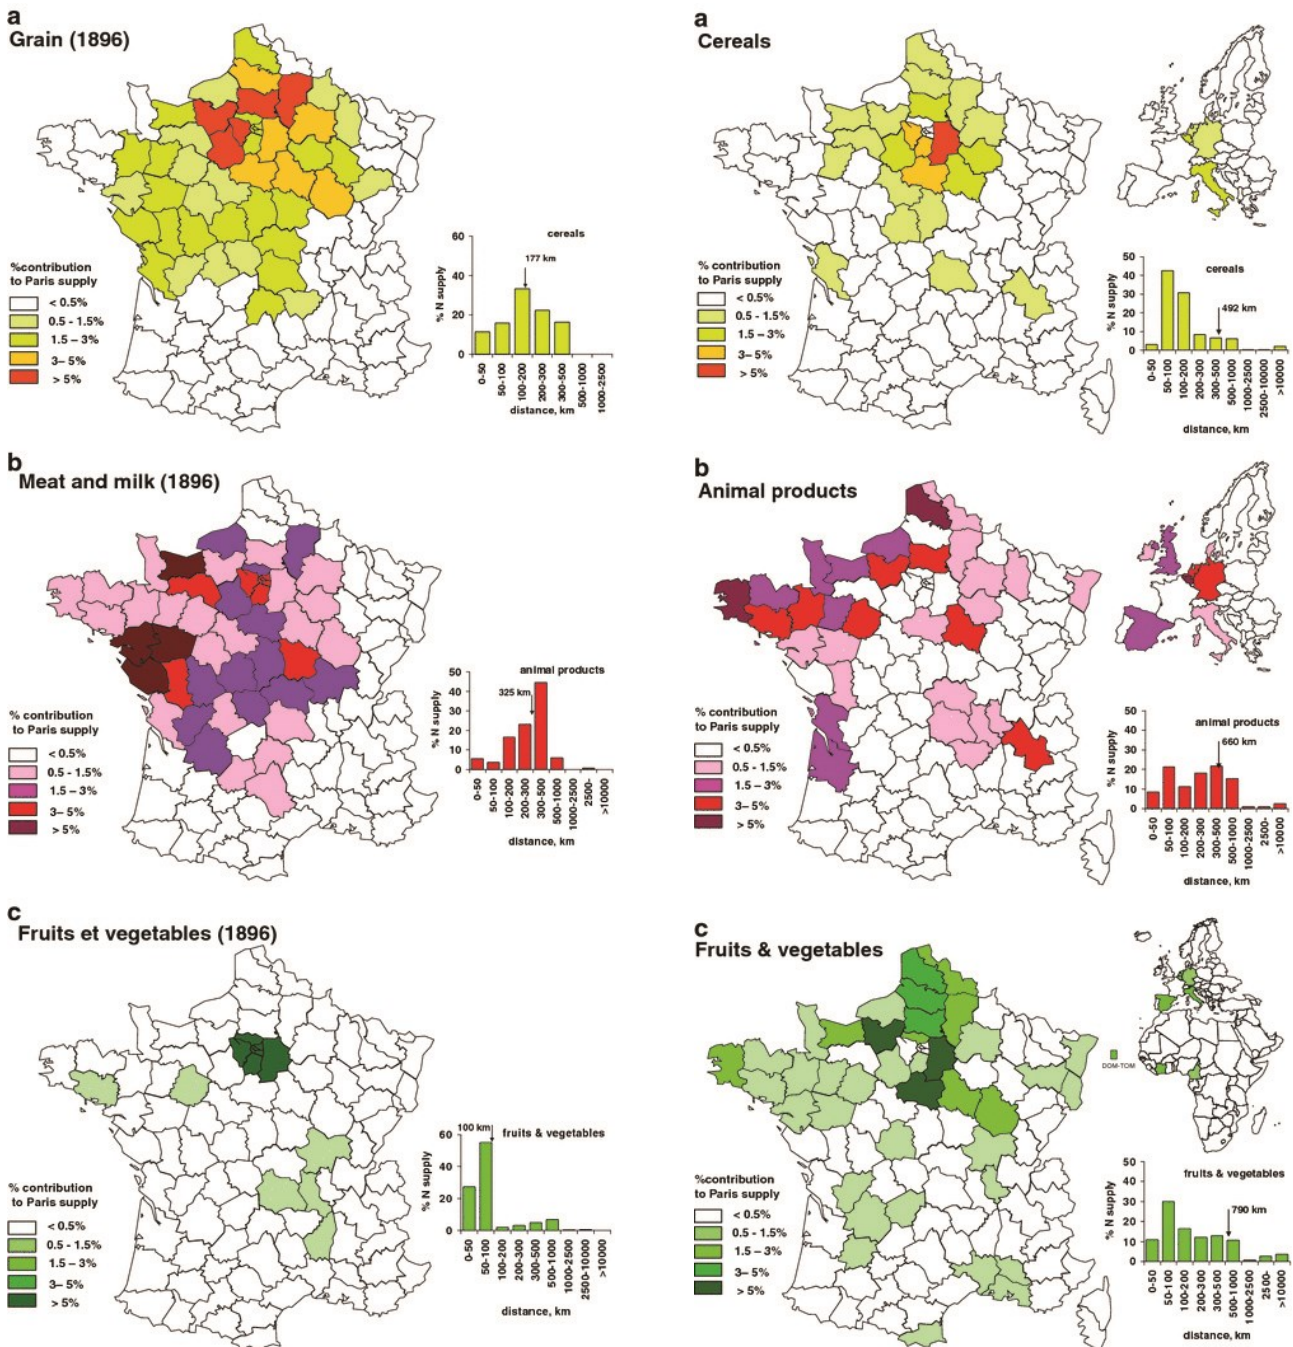 a
Grain (1896)
%contribution
to Paris supply
< 0.5%
0.5 - 1.5%
1.5 – 3%
3– 5%
> 5%
cereals
177 km
% N supply
60
40
20
0
0-50
50-100
100-200
200-300
300-500
500-1000
1000-2500
distance, km
a
Cereals
% contribution
to Paris supply
< 0.5%
0.5 - 1.5%
1.5 – 3%
3– 5%
> 5%
cereals
492 km
% N supply
50
40
30
20
10
0
0-50
50-100
100-200
200-300
300-500
500-1000
1000-2500
2500-10000
>10000
distance, km
b
Meat and milk (1896)
% contribution
to Paris supply
< 0.5%
0.5 - 1.5%
1.5 – 3%
3– 5%
> 5%
animal products
325 km
% N supply
50
40
30
20
10
0
0-50
50-100
100-200
200-300
300-500
500-1000
1000-2500
2500-
>10000
distance, km
b
Animal products
% contribution
to Paris supply
< 0.5%
0.5 - 1.5%
1.5 – 3%
3– 5%
> 5%
animal products
660 km
% N supply
50
40
30
20
10
0
0-50
50-100
100-200
200-300
300-500
500-1000
1000-2500
2500-
>10000
distance, km
c
Fruits et vegetables (1896)
% contribution
to Paris supply
< 0.5%
0.5 - 1.5%
1.5 – 3%
3– 5%
> 5%
100 km
fruits & vegetables
% N supply
60
40
20
0
0-50
50-100
100-200
200-300
300-500
500-1000
1000-2500
2500-10000
>10000
distance, km
c
Fruits & vegetables
DOM-TOM
%contribution
to Paris supply
< 0.5%
0.5 - 1.5%
1.5 – 3%
3– 5%
> 5%
fruits & vegetables
790 km
% N supply
50
40
30
20
10
0
0-50
50-100
100-200
200-300
300-500
500-1000
1000-2500
2500-
>10000
distance, km